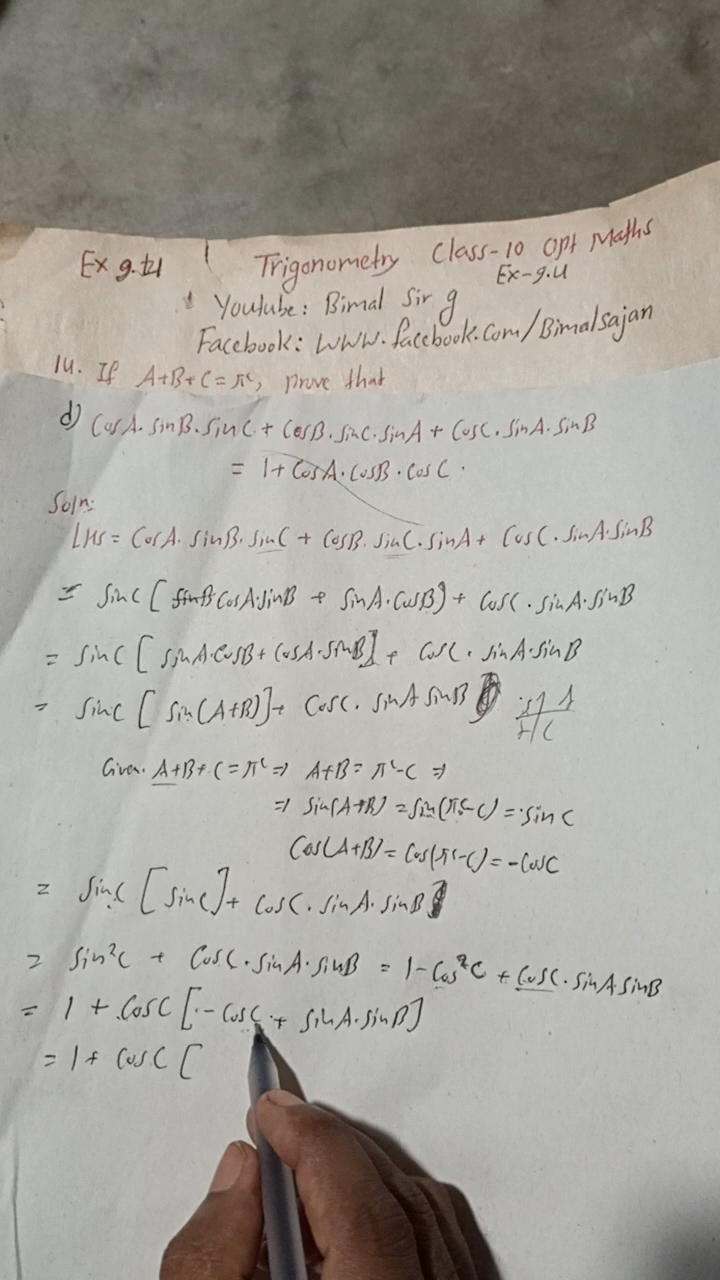 Ex 9.4 Trigonometry Class-10 Opt Maths
Ex-9.4
Youtube: Bimal Sir g
Facebook: WWW.facebook.com/Bimalsajan
14. If A+B+C = πᶜ, prove that
d) CosA. sinB. sinC + CosB. sinC. sinA + CosC. sinA. sinB
= 1+ CosA. CosB. CosC.
Soln:
LHS = CosA. sinB. sinC + CosB. sinC. sinA + CosC. sinA. sinB
= sinC [ CosA.sinB + sinA.CosB ] + CosC. sinA.sinB
= sinC [ sinA.CosB + CosA.sinB ] + CosC. sinA.sinB
= sinC [ sin(A+B) ] + CosC. sinA sinB
Given. A+B+C = πᶜ ⇒ A+B = πᶜ-C ⇒
⇒ sin(A+B) = sin(πᶜ-C) = sinC
Cos(A+B) = Cos(πᶜ-C) = -CosC
= sinC [ sinC ] + CosC. sinA. sinB
= sin²C + CosC. sinA. sinB = 1-Cos²C + CosC. sinA sinB
= 1 + CosC [ -CosC + sinA. sinB ]
= 1+ CosC [